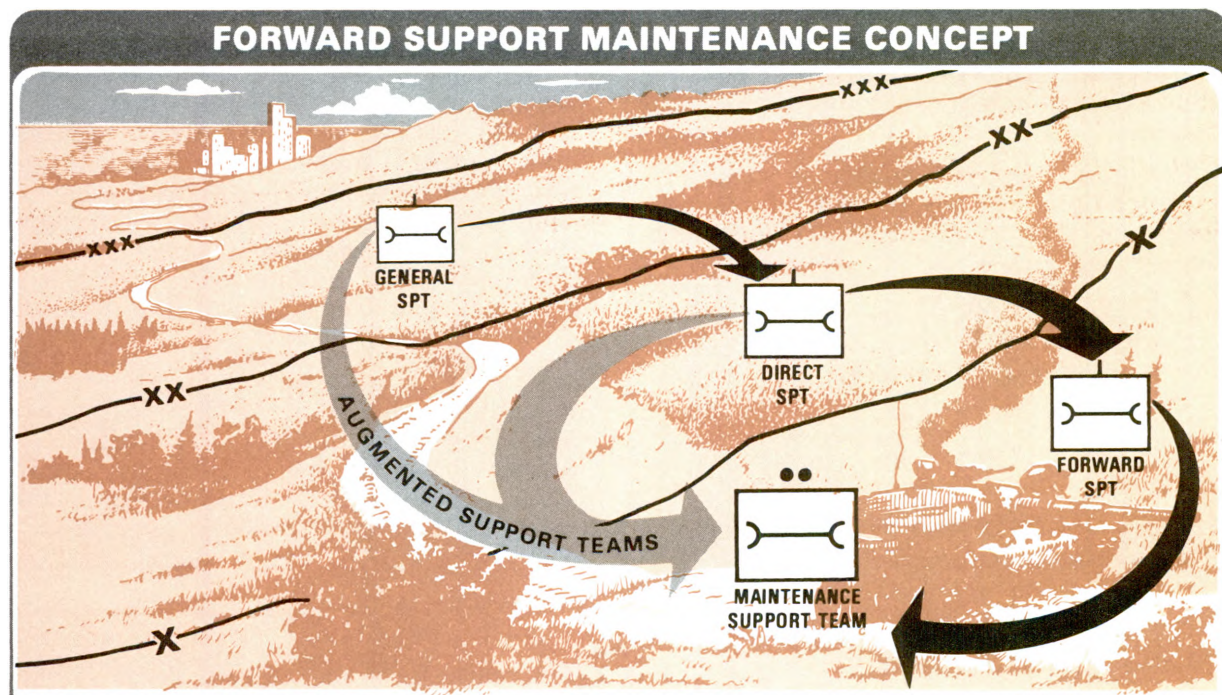 FORWARD SUPPORT MAINTENANCE CONCEPT
XXX
XX
XXX
X
GENERAL
SPT
DIRECT
SPT
XX
FORWARD
SPT
AUGMENTED SUPPORT TEAMS
MAINTENANCE
SUPPORT TEAM
X